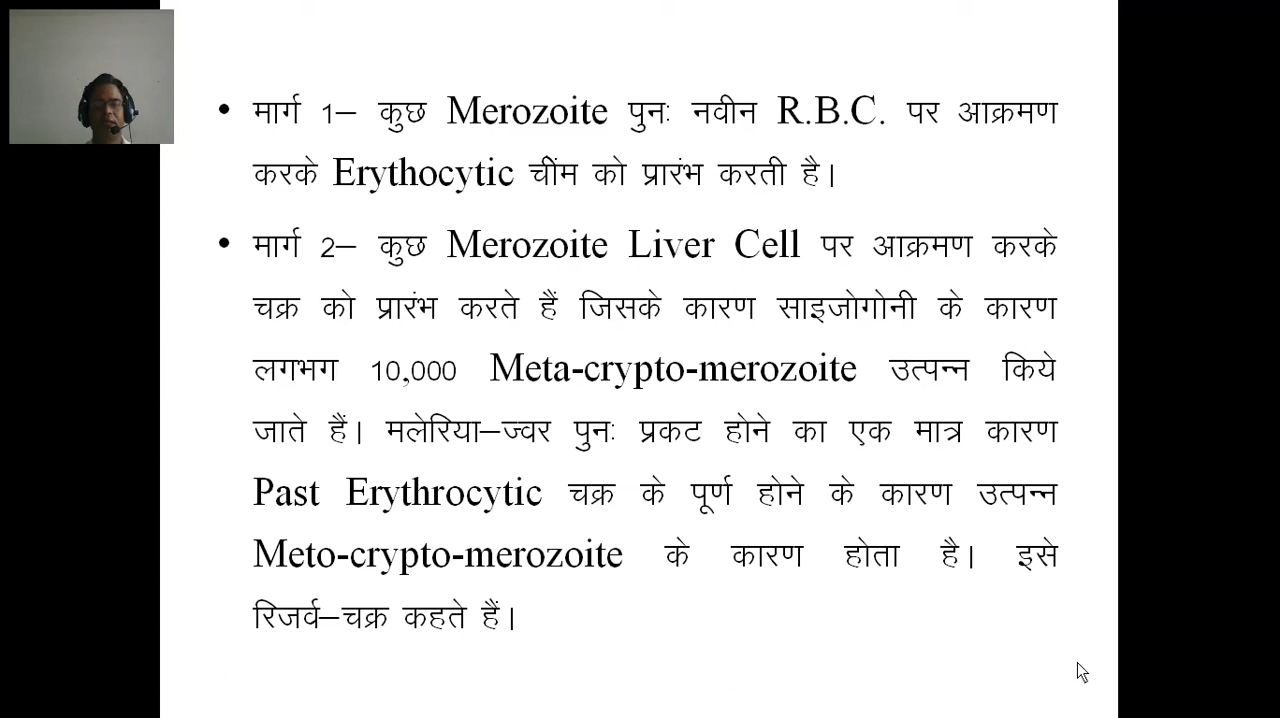 • मार्ग 1– कुछ Merozoite पुनः नवीन R.B.C. पर आक्रमण
करके Erythocytic चींम को प्रारंभ करती है।
• मार्ग 2– कुछ Merozoite Liver Cell पर आक्रमण करके
चक्र को प्रारंभ करते हैं जिसके कारण साइजोगोनी के कारण
लगभग 10,000 Meta-crypto-merozoite उत्पन्न किये
जाते हैं। मलेरिया–ज्वर पुनः प्रकट होने का एक मात्र कारण
Past Erythrocytic चक्र के पूर्ण होने के कारण उत्पन्न
Meto-crypto-merozoite के कारण होता है। इसे
रिजर्व–चक्र कहते हैं।